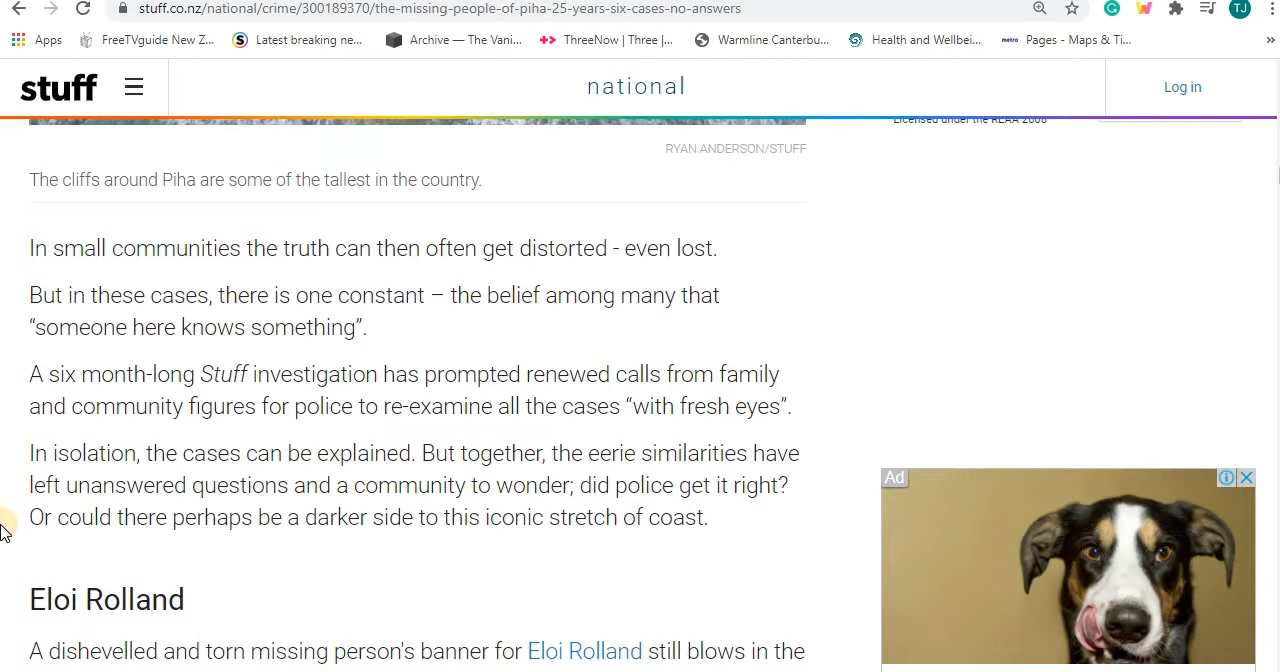 stuff.co.nz/national/crime/300189370/the-missing-people-of-piha-25-years-six-cases-no-answers
TJ
Apps FreeTVguide New Z... Latest breaking ne... Archive — The Vani... ThreeNow | Three |... Warmline Canterbu... Health and Wellbei... metro Pages - Maps & Ti... »
stuff national Log in
Licensed under the REAA 2008
RYAN ANDERSON/STUFF
The cliffs around Piha are some of the tallest in the country.
In small communities the truth can then often get distorted - even lost.
But in these cases, there is one constant – the belief among many that
“someone here knows something”.
A six month-long Stuff investigation has prompted renewed calls from family
and community figures for police to re-examine all the cases “with fresh eyes”.
In isolation, the cases can be explained. But together, the eerie similarities have
left unanswered questions and a community to wonder; did police get it right?
Or could there perhaps be a darker side to this iconic stretch of coast.
Ad
Eloi Rolland
A dishevelled and torn missing person's banner for Eloi Rolland still blows in the